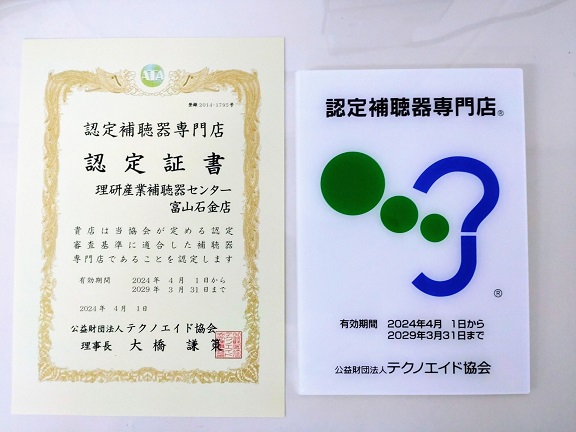 ATA
登録 2014-1792号
認定補聴器専門店
認定証書
理研産業補聴器センター
富山石金店
貴店は当協会が定める認定
審査基準に適合した補聴器
専門店であることを認定します
有効期間 2024年 4月 1日から
2029年 3月31日まで
2024年 4月 1日
公益財団法人 テクノエイド協会
理事長 大橋謙策
認定補聴器専門店®
®
有効期間 2024年4月 1日から
2029年3月31日まで
公益財団法人テクノエイド協会